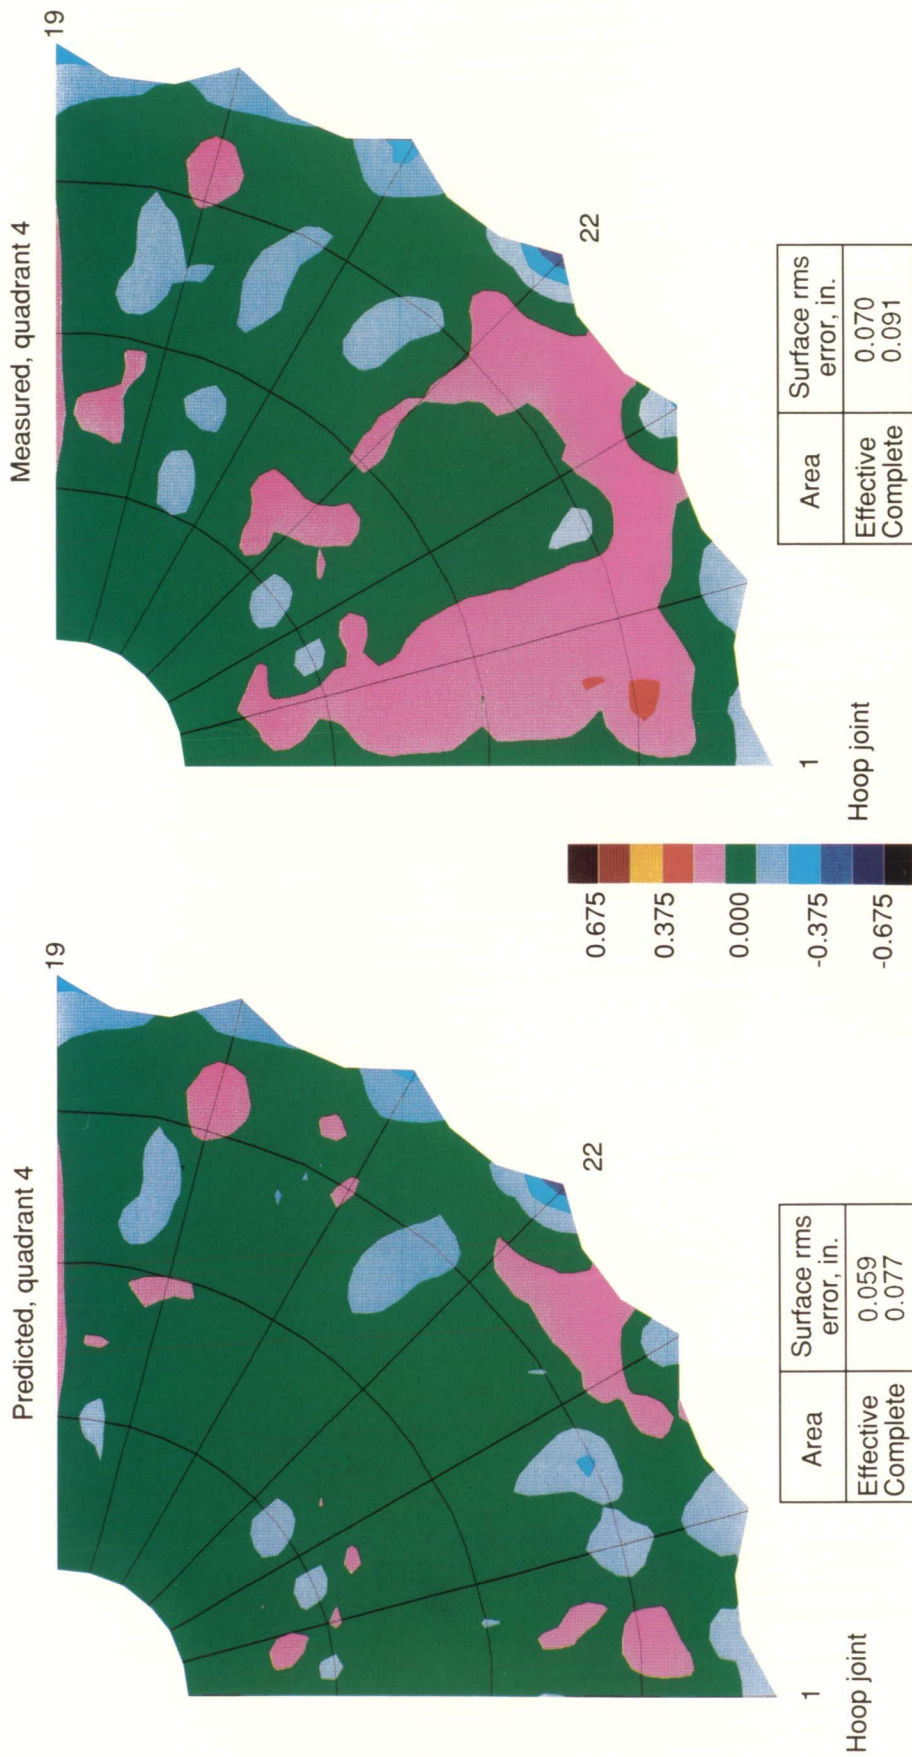 Predicted, quadrant 4
19
22
1
Hoop joint
Area Surface rms
error, in.
Effective 0.059
Complete 0.077
0.675
0.375
0.000
-0.375
-0.675
Measured, quadrant 4
19
22
1
Hoop joint
Area Surface rms
error, in.
Effective 0.070
Complete 0.091